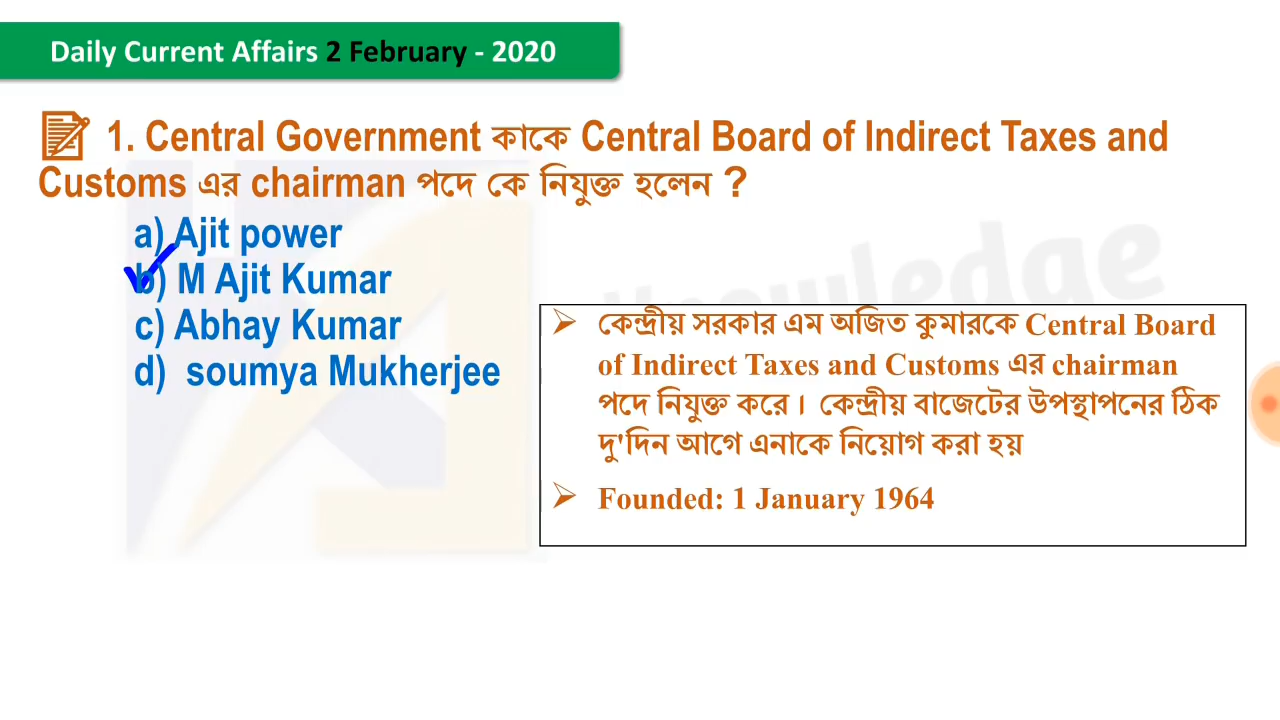 Daily Current Affairs 2 February - 2020
1. Central Government কাকে Central Board of Indirect Taxes and
Customs এর chairman পদে কে নিযুক্ত হলেন ?
a) Ajit power
b) M Ajit Kumar
c) Abhay Kumar
d) soumya Mukherjee
Knowledge
কেন্দ্রীয় সরকার এম অজিত কুমারকে Central Board
of Indirect Taxes and Customs এর chairman
পদে নিযুক্ত করে। কেন্দ্রীয় বাজেটের উপস্থাপনের ঠিক
দু'দিন আগে এনাকে নিয়োগ করা হয়
Founded: 1 January 1964